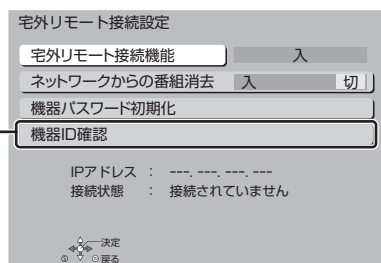 宅外リモート接続設定
宅外リモート接続機能 入
ネットワークからの番組消去 入 切
機器パスワード初期化
機器ID確認
IPアドレス : ---. ---. ---. ---
接続状態 : 接続されていません
決定
戻る